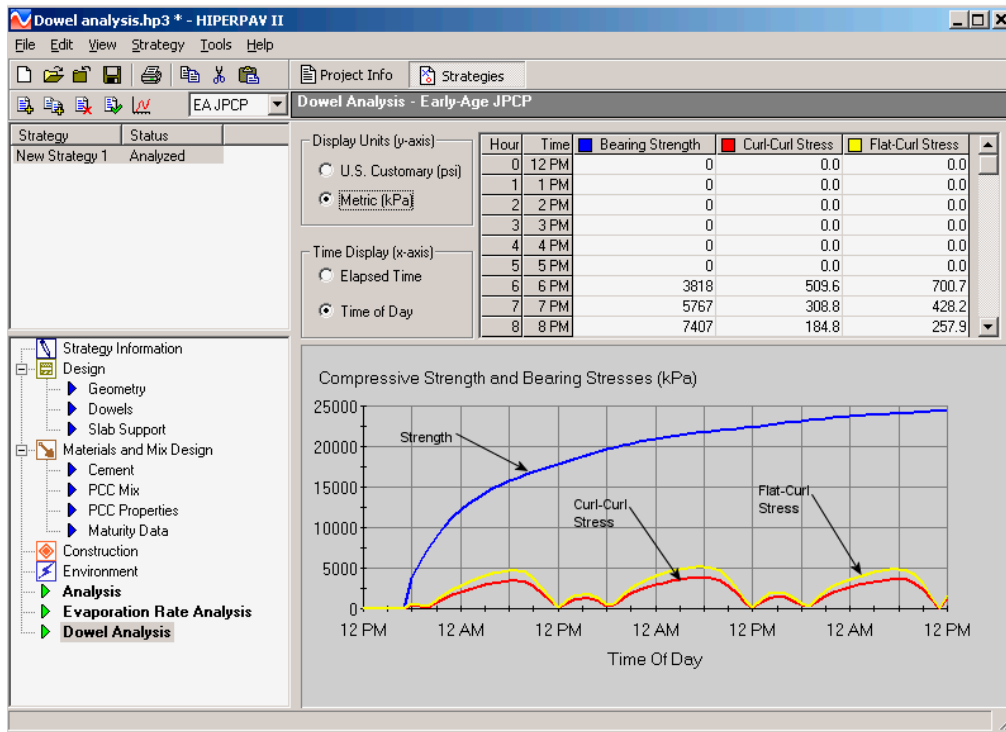 Dowel analysis.hp3 * - HIPERPAV II
File Edit View Strategy Tools Help
Project Info Strategies
EA JPCP
Dowel Analysis - Early-Age JPCP
Strategy Status
New Strategy 1 Analyzed
Display Units (y-axis)
U.S. Customary (psi)
Metric (kPa)
Time Display (x-axis)
Elapsed Time
Time of Day
Hour Time Bearing Strength Curl-Curl Stress Flat-Curl Stress
0 12 PM 0 0.0 0.0
1 1 PM 0 0.0 0.0
2 2 PM 0 0.0 0.0
3 3 PM 0 0.0 0.0
4 4 PM 0 0.0 0.0
5 5 PM 0 0.0 0.0
6 6 PM 3818 509.6 700.7
7 7 PM 5767 308.8 428.2
8 8 PM 7407 184.8 257.9
Strategy Information
Design
Geometry
Dowels
Slab Support
Materials and Mix Design
Cement
PCC Mix
PCC Properties
Maturity Data
Construction
Environment
Analysis
Evaporation Rate Analysis
Dowel Analysis
Compressive Strength and Bearing Stresses (kPa)
25000
20000
15000
10000
5000
0
Strength
Curl-Curl
Stress
Flat-Curl
Stress
12 PM 12 AM 12 PM 12 AM 12 PM 12 AM 12 PM
Time Of Day